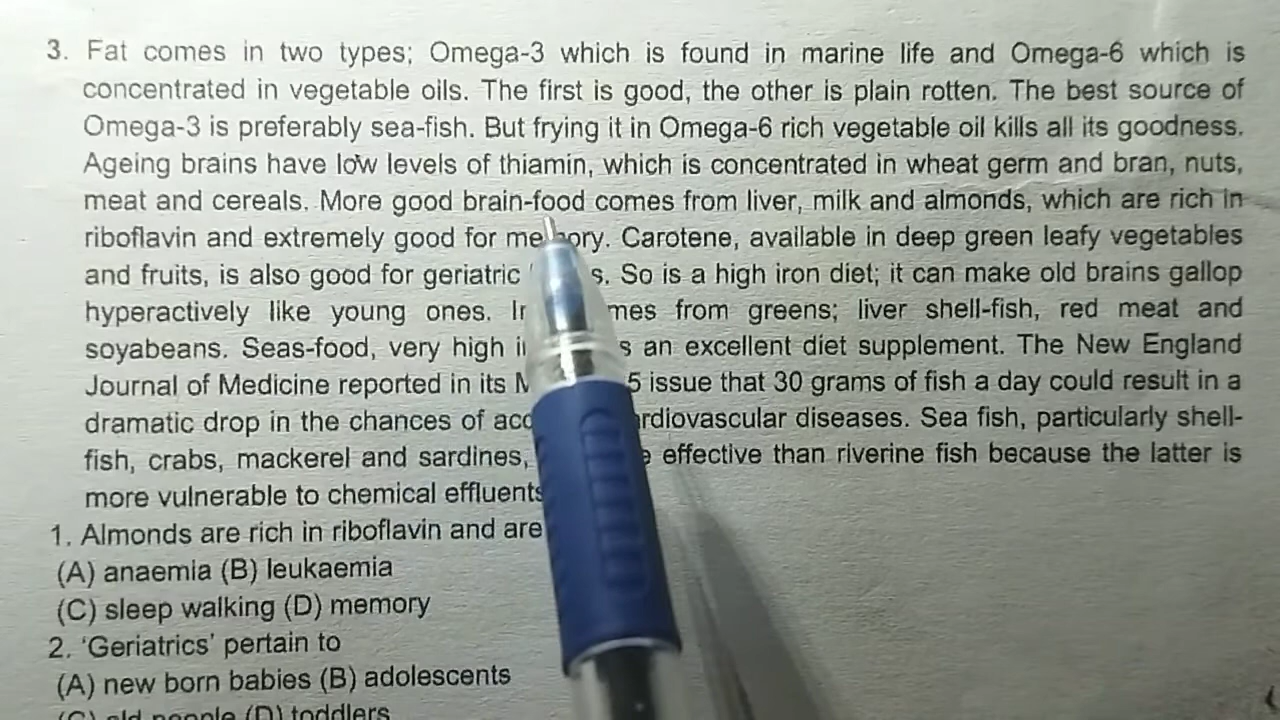 3. Fat comes in two types; Omega-3 which is found in marine life and Omega-6 which is
concentrated in vegetable oils. The first is good, the other is plain rotten. The best source of
Omega-3 is preferably sea-fish. But frying it in Omega-6 rich vegetable oil kills all its goodness.
Ageing brains have low levels of thiamin, which is concentrated in wheat germ and bran, nuts,
meat and cereals. More good brain-food comes from liver, milk and almonds, which are rich in
riboflavin and extremely good for memory. Carotene, available in deep green leafy vegetables
and fruits, is also good for geriatric So is a high iron diet; it can make old brains gallop
hyperactively like young ones. from greens; liver shell-fish, red meat and
soyabeans. Seas-food, very high an excellent diet supplement. The New England
Journal of Medicine reported in its issue that 30 grams of fish a day could result in a
dramatic drop in the chances of cardiovascular diseases. Sea fish, particularly shell-
fish, crabs, mackerel and sardines, effective than riverine fish because the latter is
more vulnerable to chemical effluents
1. Almonds are rich in riboflavin and are
(A) anaemia (B) leukaemia
(C) sleep walking (D) memory
2. ‘Geriatrics’ pertain to
(A) new born babies (B) adolescents
(C) old people (D) toddlers